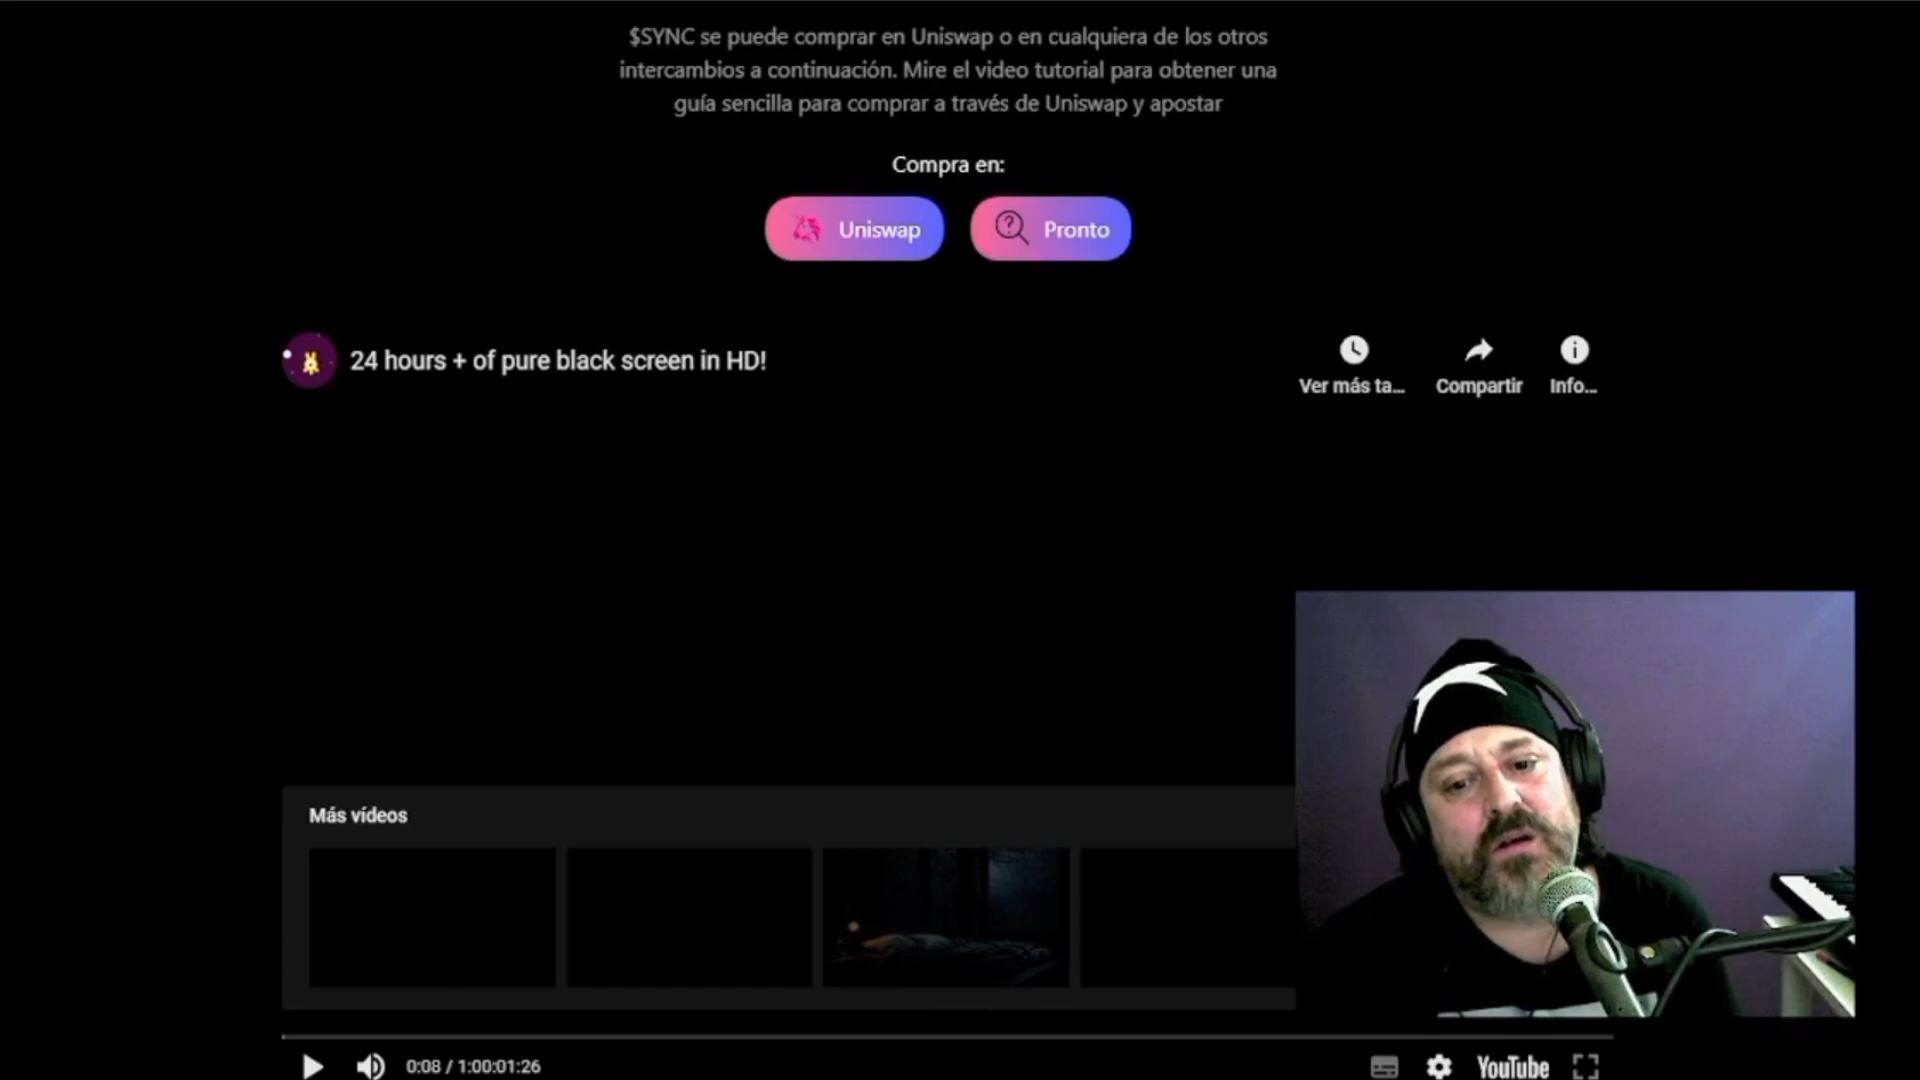 $SYNC se puede comprar en Uniswap o en cualquiera de los otros
intercambios a continuación. Mire el video tutorial para obtener una
guía sencilla para comprar a través de Uniswap y apostar
Compra en:
Uniswap
Pronto
24 hours + of pure black screen in HD!
Ver más ta...
Compartir
Info...
Más vídeos
0:08 / 1:00:01:26
YouTube